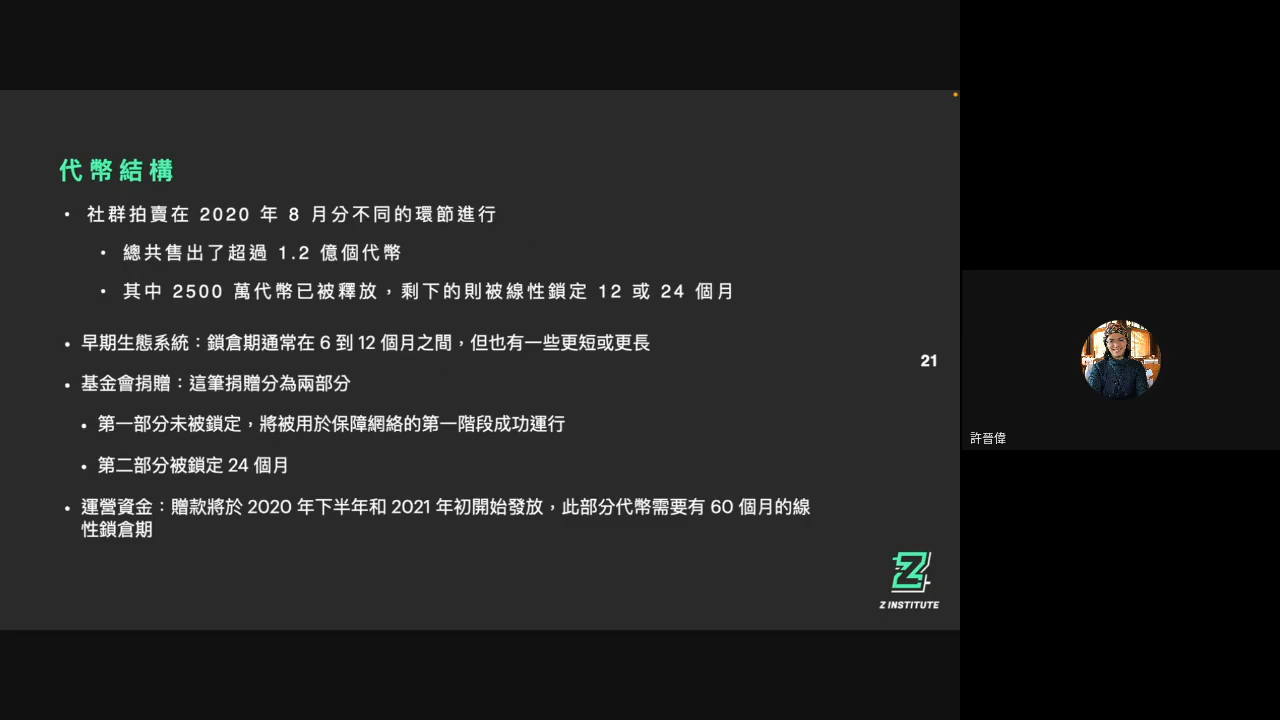 代幣結構
• 社群拍賣在 2020 年 8 月分不同的環節進行
• 總共售出了超過 1.2 億個代幣
• 其中 2500 萬代幣已被釋放，剩下的則被線性鎖定 12 或 24 個月
• 早期生態系統：鎖倉期通常在 6 到 12 個月之間，但也有一些更短或更長
21
• 基金會捐贈：這筆捐贈分為兩部分
• 第一部分未被鎖定，將被用於保障網絡的第一階段成功運行
許晉偉
• 第二部分被鎖定 24 個月
• 運營資金：贈款將於 2020 年下半年和 2021 年初開始發放，此部分代幣需要有 60 個月的線
性鎖倉期
Z INSTITUTE